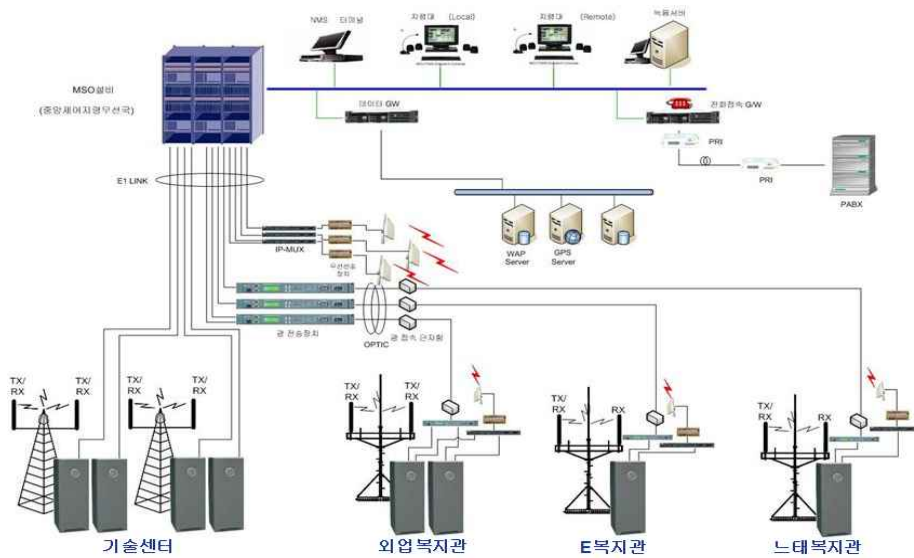 NMS 터미널
지령대 (Local)
지령대 (Remote)
녹음서버
MSO설비
(중앙제어지령무선국)
데이터 GW
전화접속 G/W
PRI
PRI
PABX
E1 LINK
WAP
Server
GPS
Server
IP-MUX
무선전송
장치
광 전송장치
OPTIC
광 접속 단자함
TX/
RX
TX/
RX
TX/
RX
TX/
RX
TX/
RX
RX
TX/
RX
RX
TX/
RX
RX
기술센터
외업복지관
E복지관
느태복지관